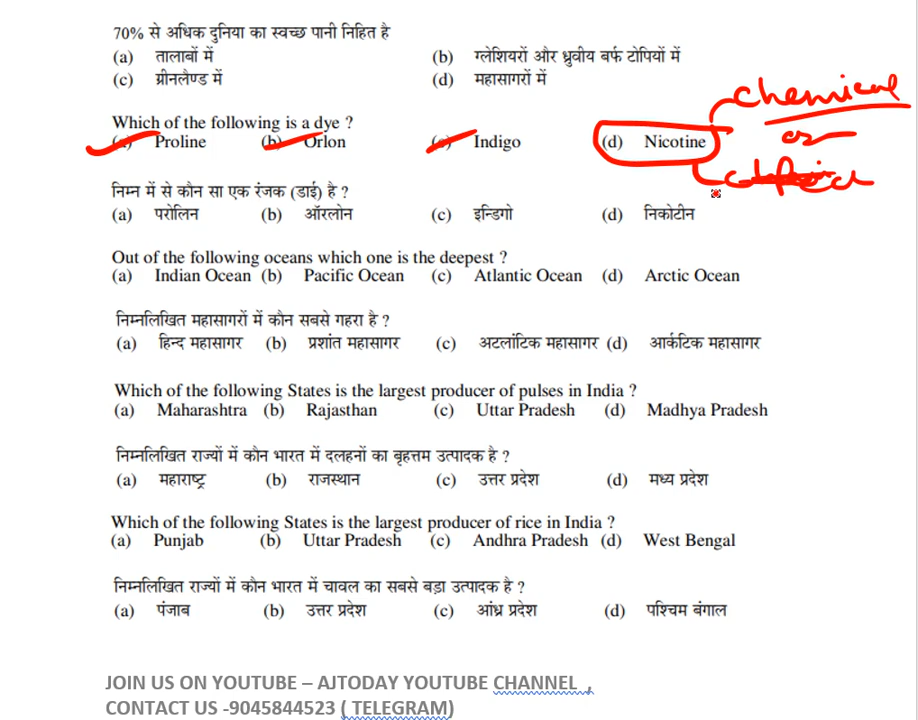 70% से अधिक दुनिया का स्वच्छ पानी निहित है
(a) तालाबों में (b) ग्लेशियरों और ध्रुवीय बर्फ टोपियों में
(c) ग्रीनलैण्ड में (d) महासागरों में
chemical
Which of the following is a dye ?
(a) Proline (b) Orlon (c) Indigo (d) Nicotine
or
निम्न में से कौन सा एक रंजक (डाई) है ?
(a) परोलिन (b) ऑरलोन (c) इन्डिगो (d) निकोटीन
Out of the following oceans which one is the deepest ?
(a) Indian Ocean (b) Pacific Ocean (c) Atlantic Ocean (d) Arctic Ocean
निम्नलिखित महासागरों में कौन सबसे गहरा है ?
(a) हिन्द महासागर (b) प्रशांत महासागर (c) अटलांटिक महासागर (d) आर्कटिक महासागर
Which of the following States is the largest producer of pulses in India ?
(a) Maharashtra (b) Rajasthan (c) Uttar Pradesh (d) Madhya Pradesh
निम्नलिखित राज्यों में कौन भारत में दलहनों का बृहत्तम उत्पादक है ?
(a) महाराष्ट्र (b) राजस्थान (c) उत्तर प्रदेश (d) मध्य प्रदेश
Which of the following States is the largest producer of rice in India ?
(a) Punjab (b) Uttar Pradesh (c) Andhra Pradesh (d) West Bengal
निम्नलिखित राज्यों में कौन भारत में चावल का सबसे बड़ा उत्पादक है ?
(a) पंजाब (b) उत्तर प्रदेश (c) आंध्र प्रदेश (d) पश्चिम बंगाल
JOIN US ON YOUTUBE – AJTODAY YOUTUBE CHANNEL ,
CONTACT US -9045844523 ( TELEGRAM)